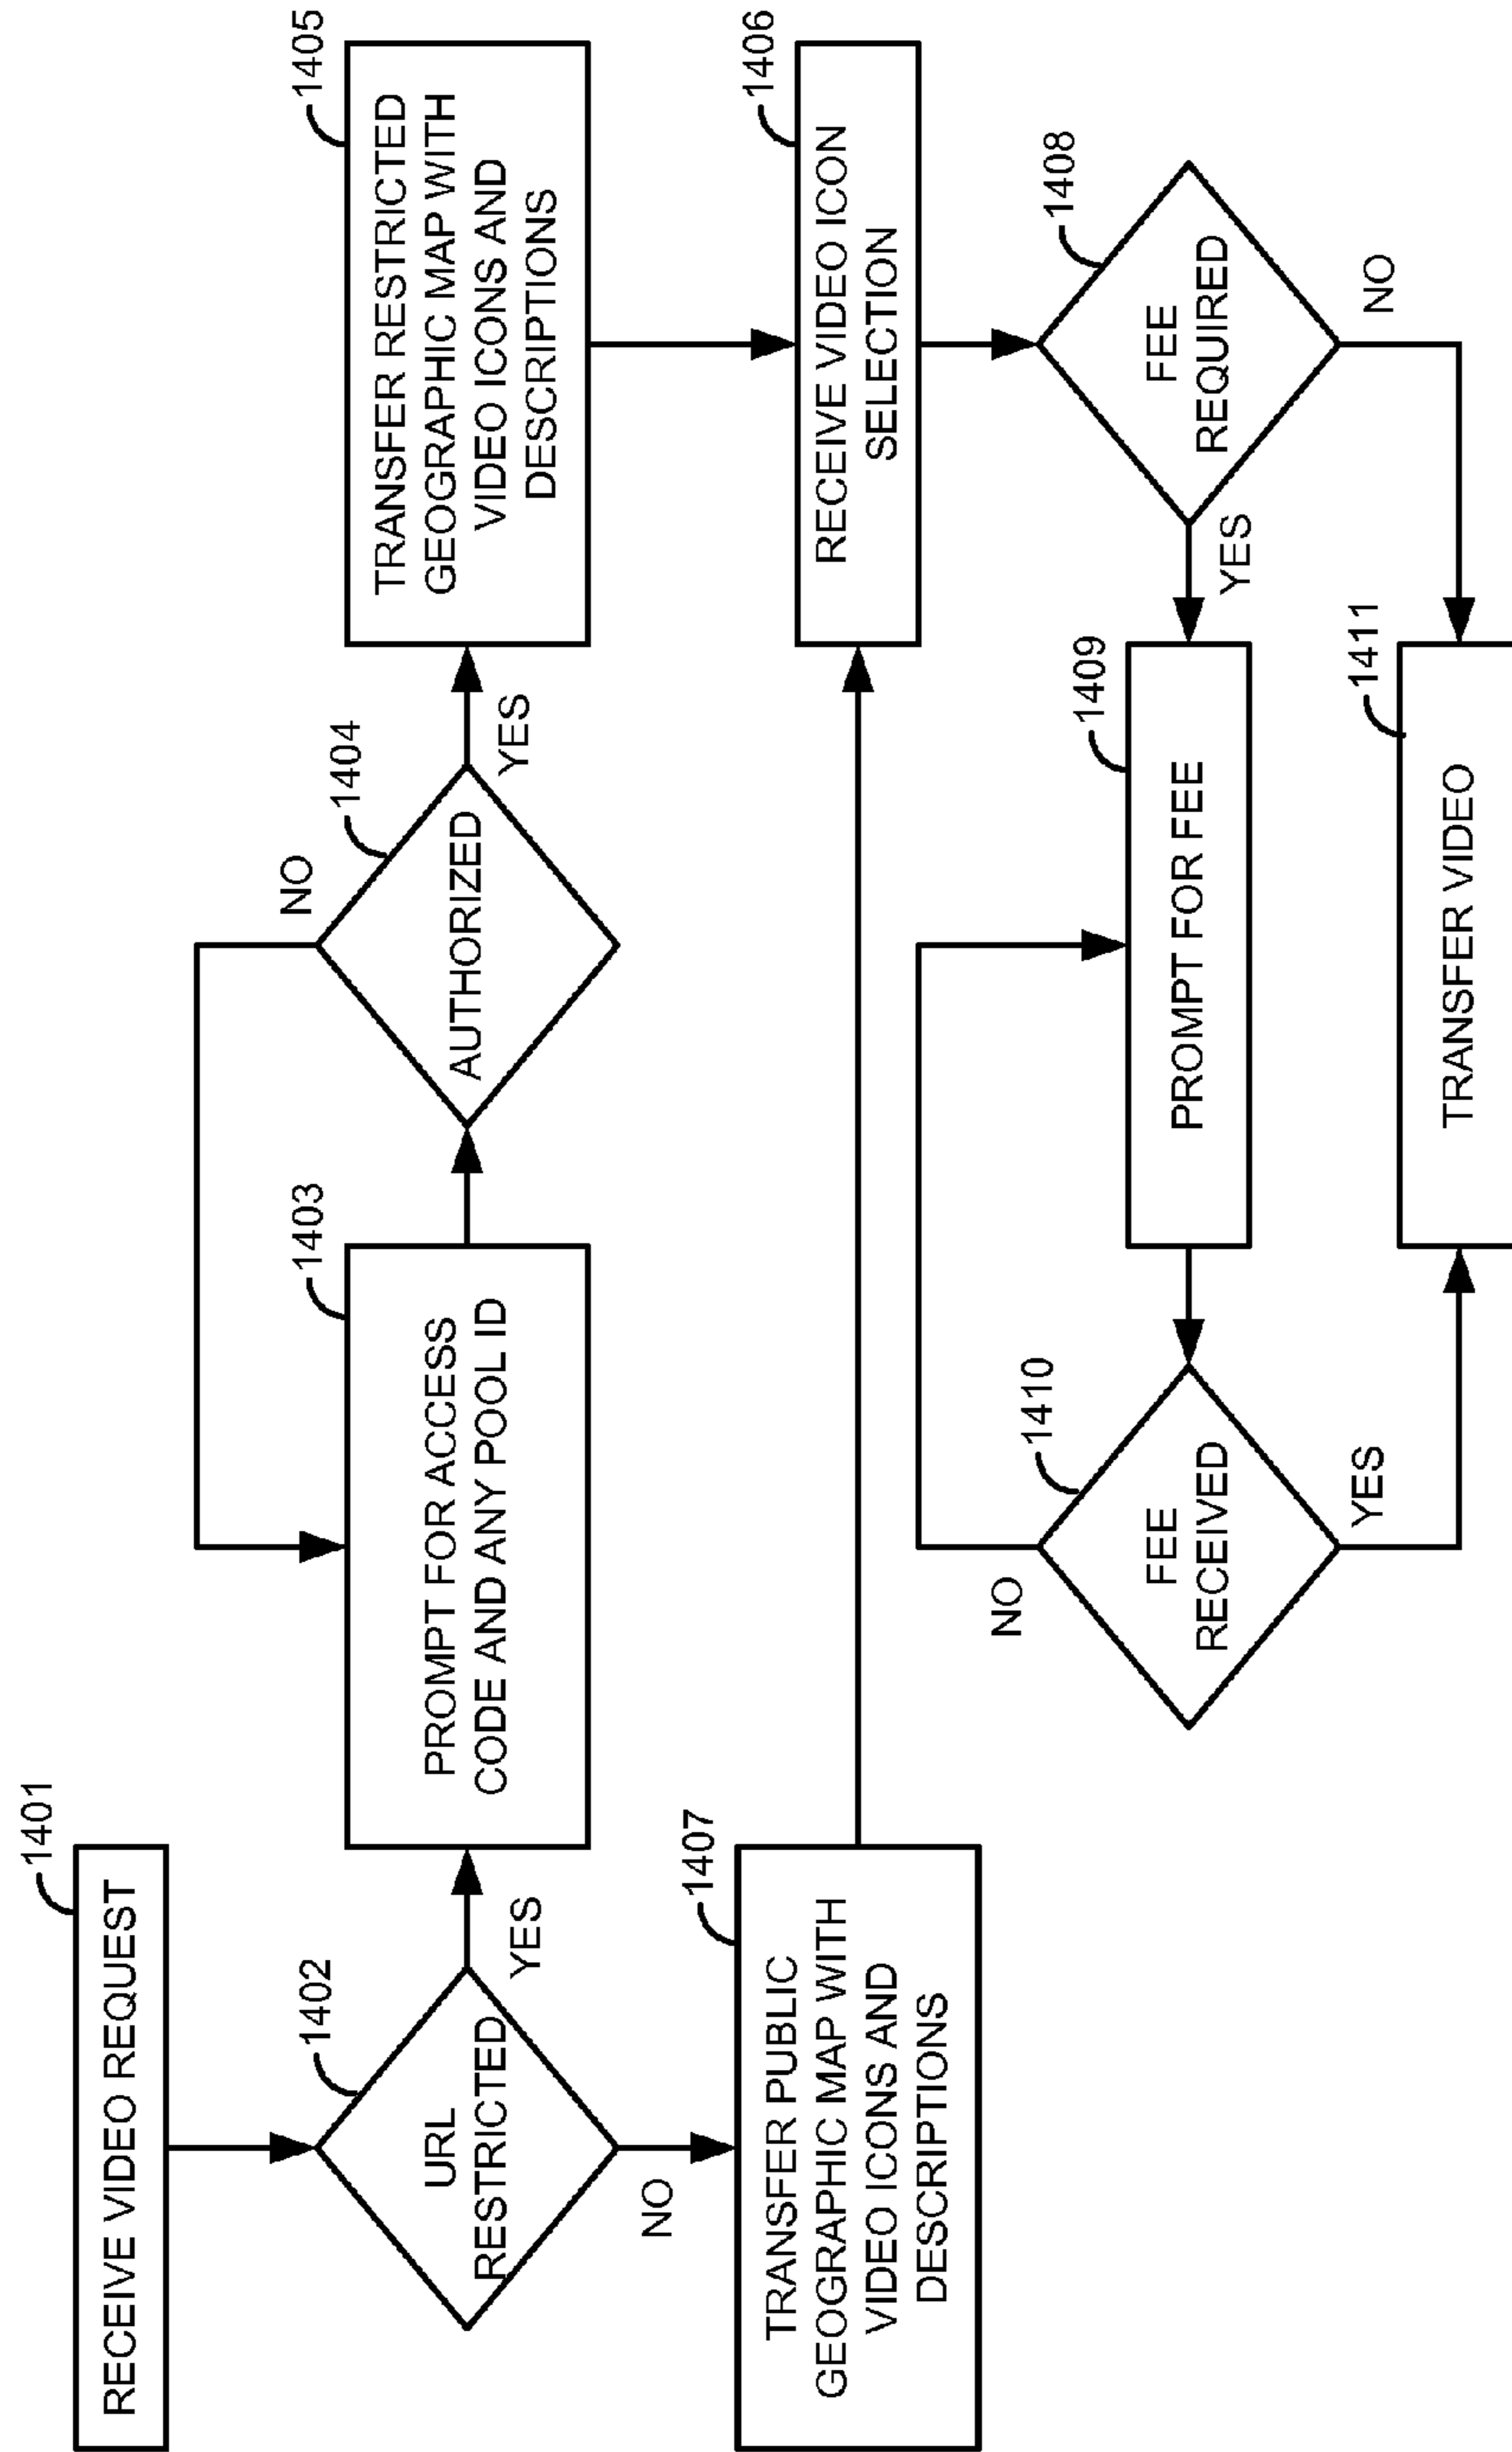 1401
RECEIVE VIDEO REQUEST
1402
URL
RESTRICTED
YES
NO
1403
PROMPT FOR ACCESS
CODE AND ANY POOL ID
1404
AUTHORIZED
NO
YES
1405
TRANSFER RESTRICTED
GEOGRAPHIC MAP WITH
VIDEO ICONS AND
DESCRIPTIONS
1407
TRANSFER PUBLIC
GEOGRAPHIC MAP WITH
VIDEO ICONS AND
DESCRIPTIONS
1406
RECEIVE VIDEO ICON
SELECTION
1408
FEE
REQUIRED
YES
NO
1409
PROMPT FOR FEE
1410
FEE
RECEIVED
NO
YES
1411
TRANSFER VIDEO